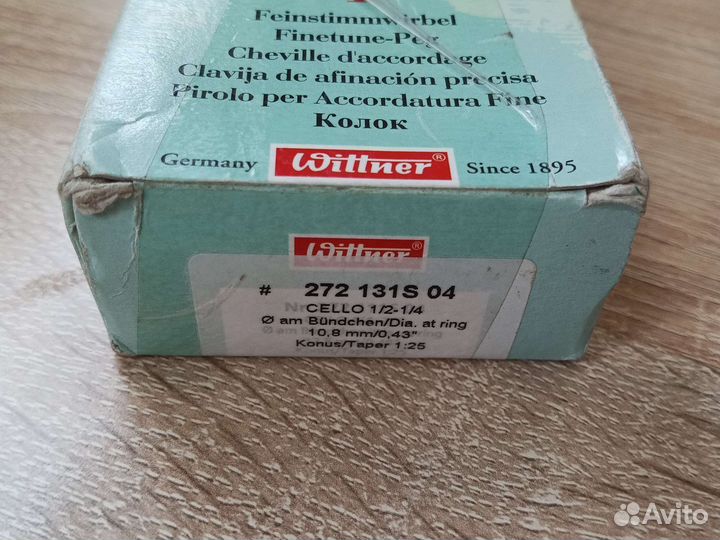 Feinstimmwirbel
Finetune-Peg
Cheville d'accordage
Clavija de afinación precisa
Pirolo per Accordatura Fine
Колок
Germany Wittner® Since 1895
Wittner®
# 272 131S 04
CELLO 1/2-1/4
Ø am Bündchen/Dia. at ring
10,8 mm/0,43"
Konus/Taper 1:25
Avito